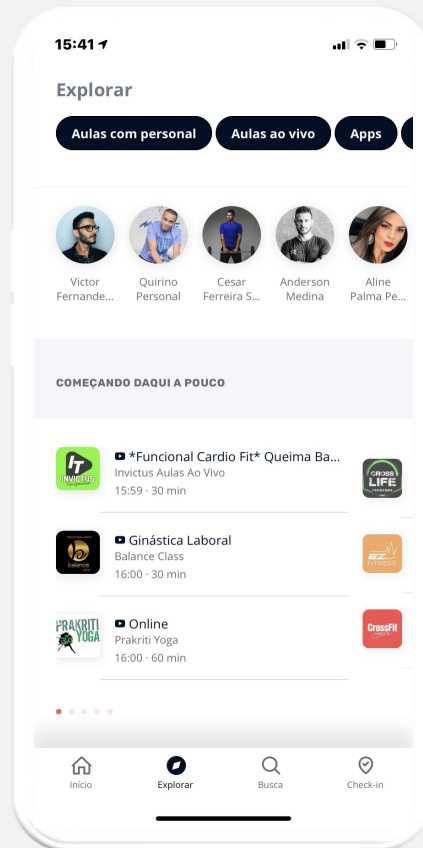 15:41
Explorar
Aulas com personal
Aulas ao vivo
Apps
Victor
Fernande...
Quirino
Personal
Cesar
Ferreira S...
Anderson
Medina
Aline
Palma Pe...
COMEÇANDO DAQUI A POUCO
IT
INVICTUS
*Funcional Cardio Fit* Queima Ba...
Invictus Aulas Ao Vivo
15:59 · 30 min
CROSS
LIFE
balance
Ginástica Laboral
Balance Class
16:00 · 30 min
EZ
FITNESS
PRAKRITI
YOGA
Online
Prakriti Yoga
16:00 · 60 min
CrossFit
Início
Explorar
Busca
Check-in